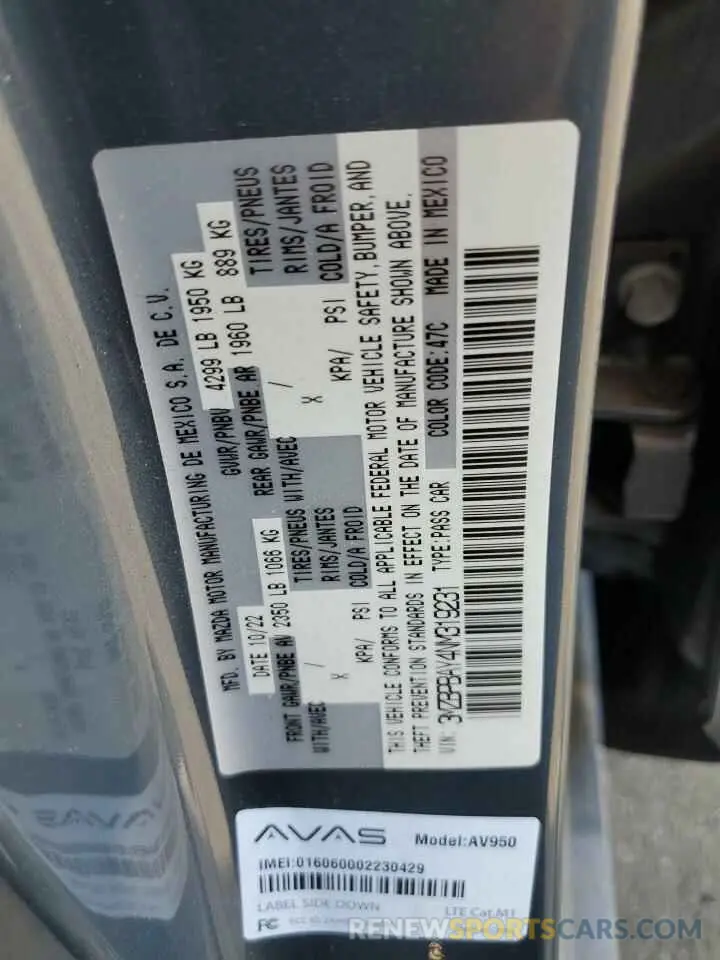 MFD. BY MAZDA MOTOR MANUFACTURING DE MEXICO S.A. DE C.V.
DATE 10/22 GVWR/PNBV 4299 LB 1950 KG
FRONT GAWR/PNBE AV 2350 LB 1066 KG REAR GAWR/PNBE AR 1960 LB 889 KG
WITH/AVEC / TIRES/PNEUS WITH/AVEC / TIRES/PNEUS
X RIMS/JANTES X RIMS/JANTES
KPA/ PSI COLD/A FROID KPA/ PSI COLD/A FROID
THIS VEHICLE CONFORMS TO ALL APPLICABLE FEDERAL MOTOR VEHICLE SAFETY, BUMPER, AND
THEFT PREVENTION STANDARDS IN EFFECT ON THE DATE OF MANUFACTURE SHOWN ABOVE.
VIN: 3MZBPBAY4NM319231 TYPE:PASS CAR COLOR CODE:47C MADE IN MEXICO
AVAS Model:AV950
IMEI:016060002230429
LABEL SIDE DOWN LTE Cat.M1
FC FCC ID:
RENEWSPORTSCARS.COM